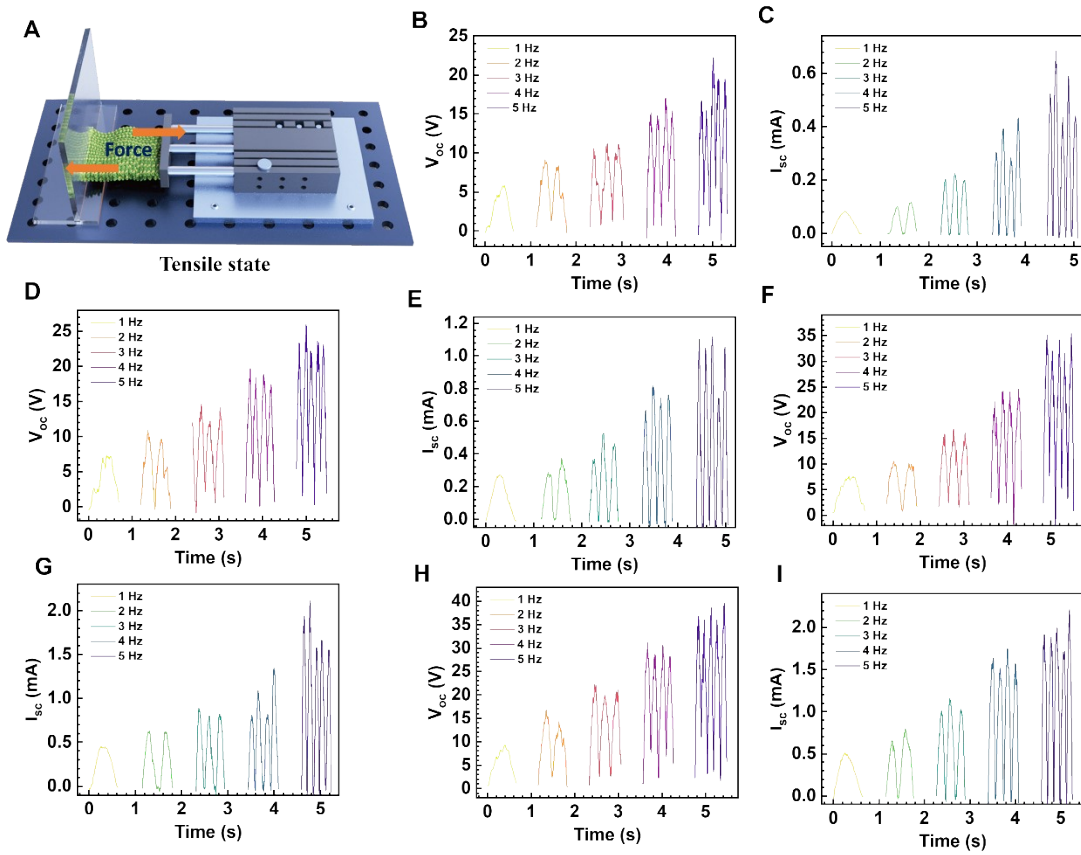 A
Force
Tensile state
B
25
20
15
10
5
0
V_oc (V)
1 Hz
2 Hz
3 Hz
4 Hz
5 Hz
0 1 2 3 4 5
Time (s)
C
0.6
0.4
0.2
0.0
I_sc (mA)
1 Hz
2 Hz
3 Hz
4 Hz
5 Hz
0 1 2 3 4 5
Time (s)
D
25
20
15
10
5
0
V_oc (V)
1 Hz
2 Hz
3 Hz
4 Hz
5 Hz
0 1 2 3 4 5
Time (s)
E
1.2
1.0
0.8
0.6
0.4
0.2
0.0
I_sc (mA)
1 Hz
2 Hz
3 Hz
4 Hz
5 Hz
0 1 2 3 4 5
Time (s)
F
35
30
25
20
15
10
5
0
V_oc (V)
1 Hz
2 Hz
3 Hz
4 Hz
5 Hz
0 1 2 3 4 5
Time (s)
G
2.0
1.5
1.0
0.5
0.0
I_sc (mA)
1 Hz
2 Hz
3 Hz
4 Hz
5 Hz
0 1 2 3 4 5
Time (s)
H
40
35
30
25
20
15
10
5
0
V_oc (V)
1 Hz
2 Hz
3 Hz
4 Hz
5 Hz
0 1 2 3 4 5
Time (s)
I
2.0
1.5
1.0
0.5
0.0
I_sc (mA)
1 Hz
2 Hz
3 Hz
4 Hz
5 Hz
0 1 2 3 4 5
Time (s)